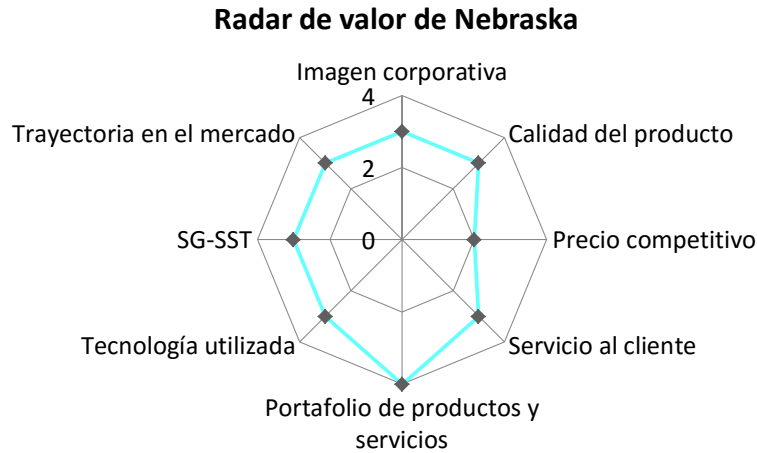 Radar de valor de Nebraska
Imagen corporativa
4
Trayectoria en el mercado
Calidad del producto
2
SG-SST
0
Precio competitivo
Tecnología utilizada
Servicio al cliente
Portafolio de productos y
servicios